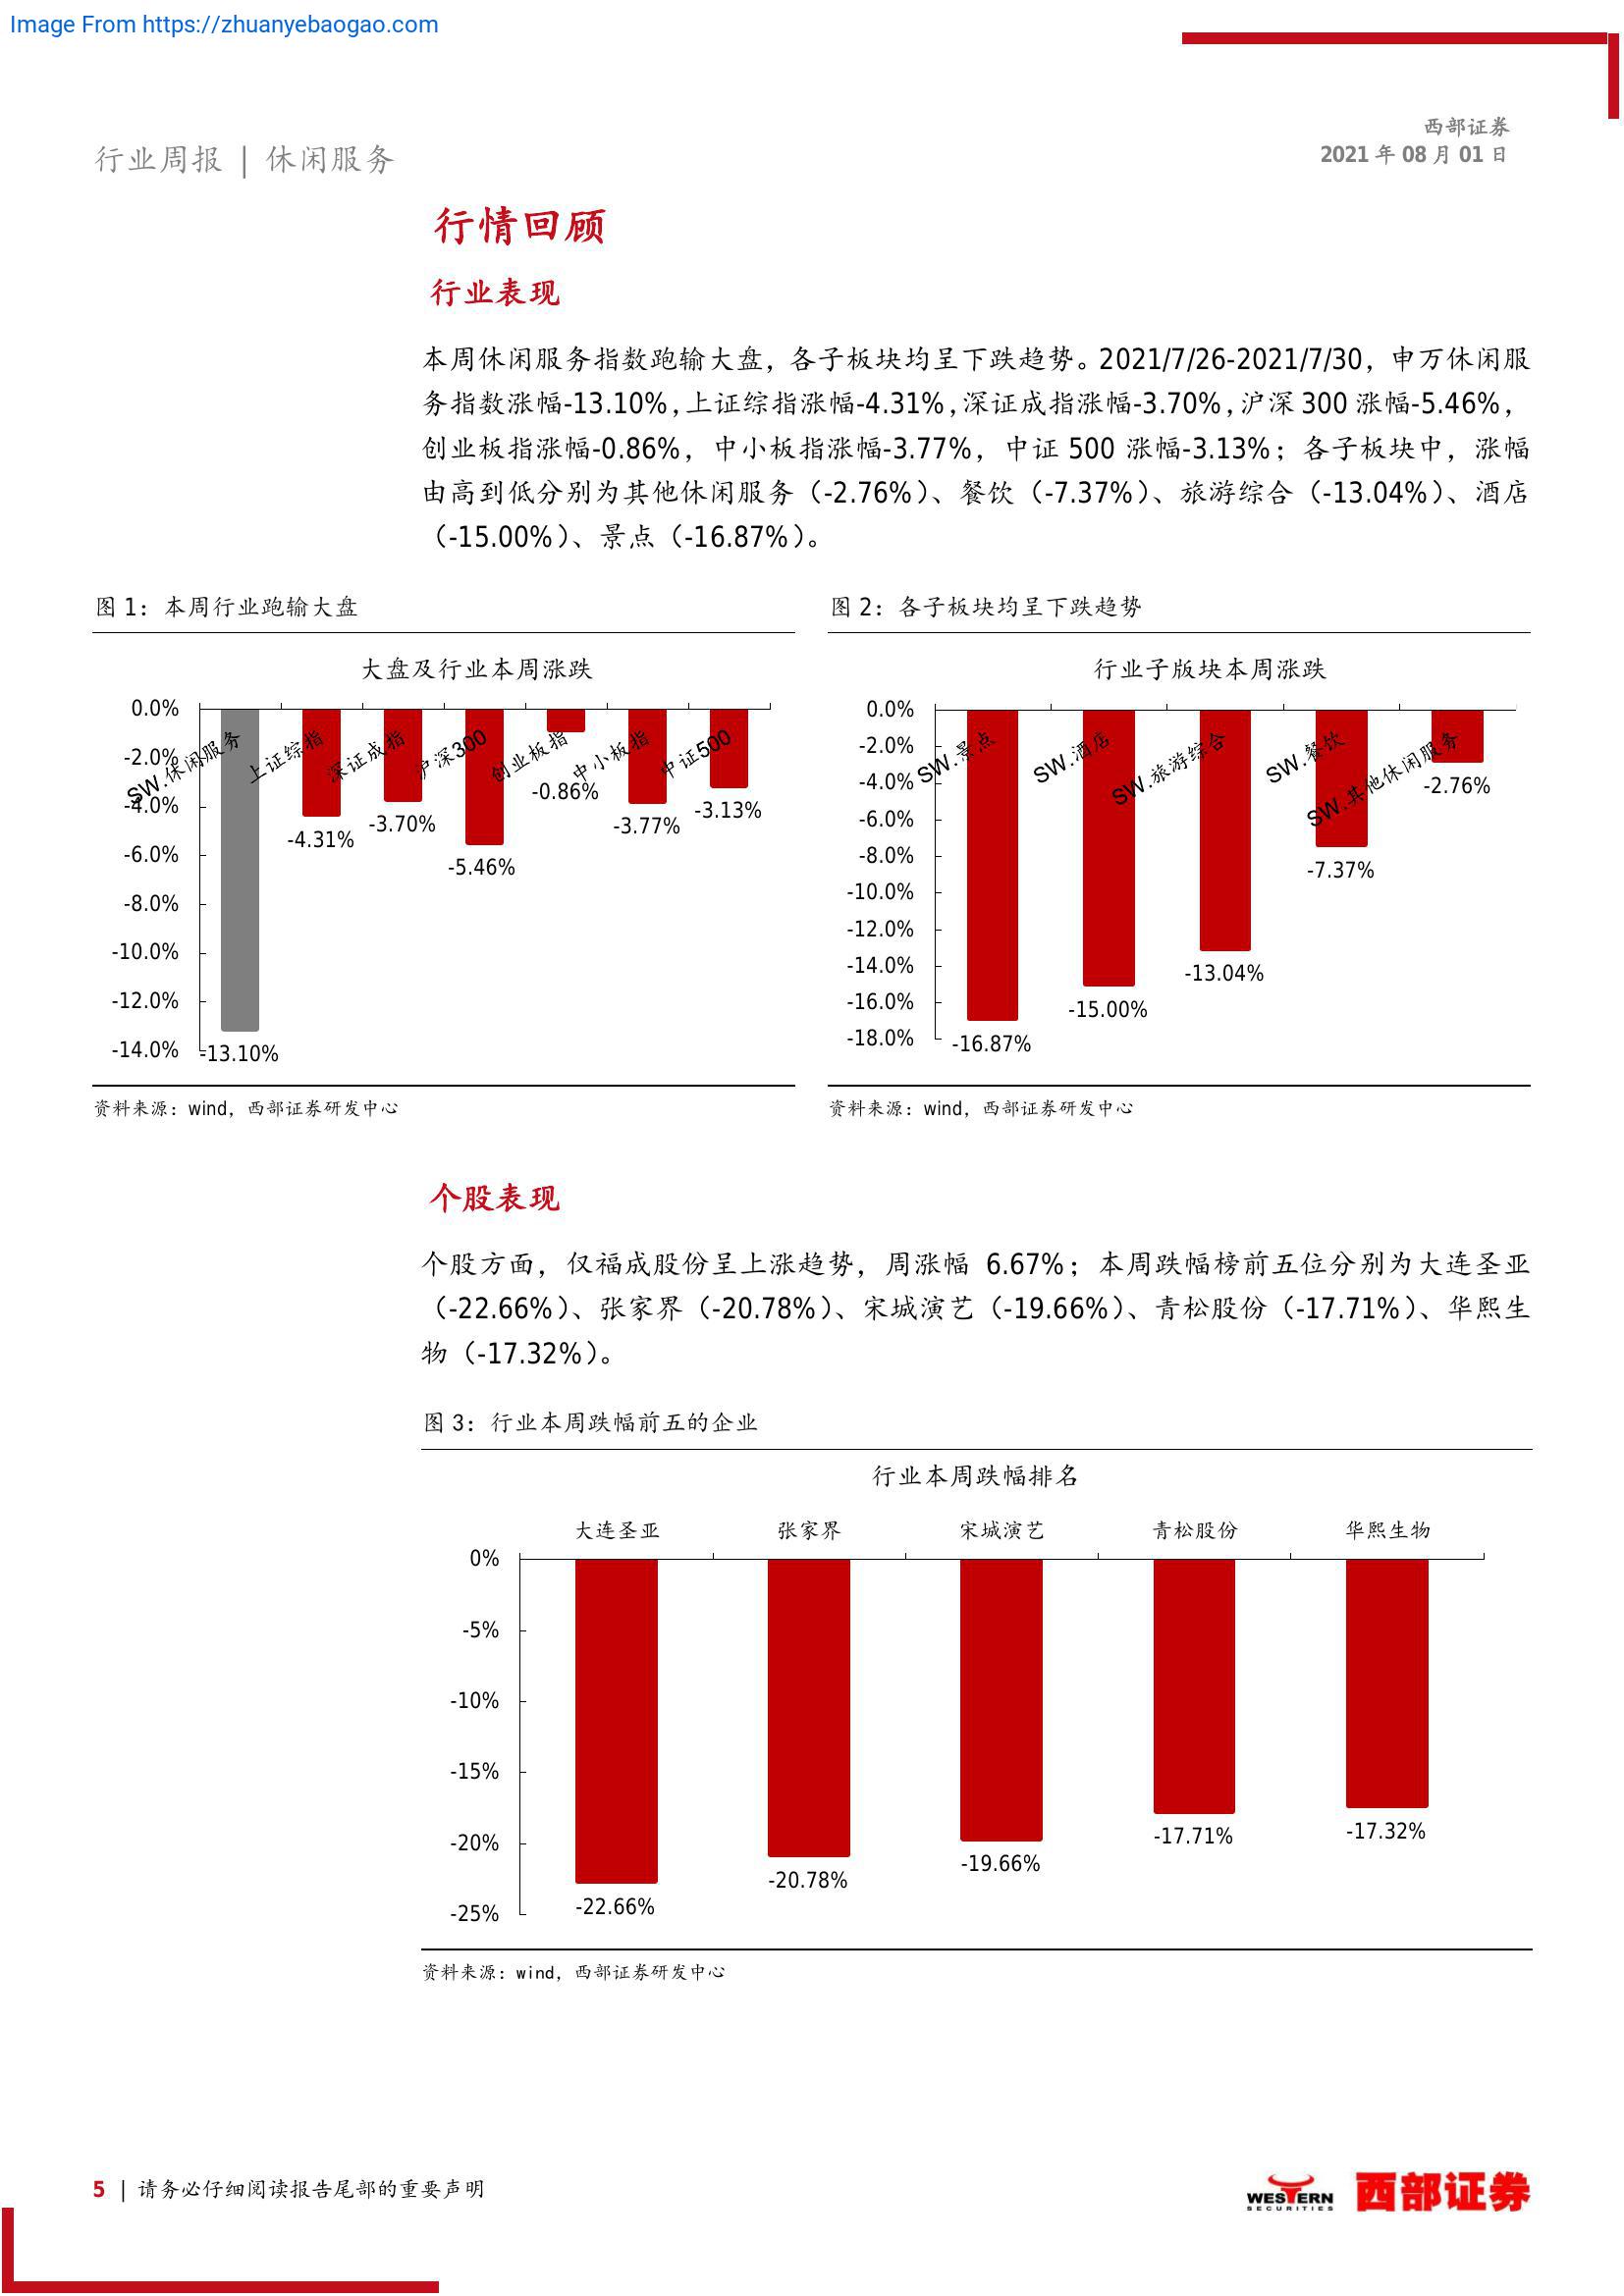 Image From https://zhuanyebaogao.com
西部证券
2021 年 08 月 01 日
行业周报 | 休闲服务
行情回顾
行业表现
本周休闲服务指数跑输大盘，各子板块均呈下跌趋势。2021/7/26-2021/7/30，申万休闲服
务指数涨幅-13.10%，上证综指涨幅-4.31%，深证成指涨幅-3.70%，沪深 300 涨幅-5.46%，
创业板指涨幅-0.86%，中小板指涨幅-3.77%，中证 500 涨幅-3.13%；各子板块中，涨幅
由高到低分别为其他休闲服务（-2.76%）、餐饮（-7.37%）、旅游综合（-13.04%）、酒店
（-15.00%）、景点（-16.87%）。
图 1：本周行业跑输大盘
大盘及行业本周涨跌
0.0%
-2.0%
-4.0%
-6.0%
-8.0%
-10.0%
-12.0%
-14.0%
SW.休闲服务
上证综指
深证成指
沪深300
创业板指
中小板指
中证500
-13.10%
-4.31%
-3.70%
-5.46%
-0.86%
-3.77%
-3.13%
资料来源：wind，西部证券研发中心
图 2：各子板块均呈下跌趋势
行业子版块本周涨跌
0.0%
-2.0%
-4.0%
-6.0%
-8.0%
-10.0%
-12.0%
-14.0%
-16.0%
-18.0%
SW.景点
SW.酒店
SW.旅游综合
SW.餐饮
SW.其他休闲服务
-16.87%
-15.00%
-13.04%
-7.37%
-2.76%
资料来源：wind，西部证券研发中心
个股表现
个股方面，仅福成股份呈上涨趋势，周涨幅 6.67%；本周跌幅榜前五位分别为大连圣亚
（-22.66%）、张家界（-20.78%）、宋城演艺（-19.66%）、青松股份（-17.71%）、华熙生
物（-17.32%）。
图 3：行业本周跌幅前五的企业
行业本周跌幅排名
大连圣亚
张家界
宋城演艺
青松股份
华熙生物
0%
-5%
-10%
-15%
-20%
-25%
-22.66%
-20.78%
-19.66%
-17.71%
-17.32%
资料来源：wind，西部证券研发中心
5 | 请务必仔细阅读报告尾部的重要声明
WESTERN
SECURITIES
西部证券